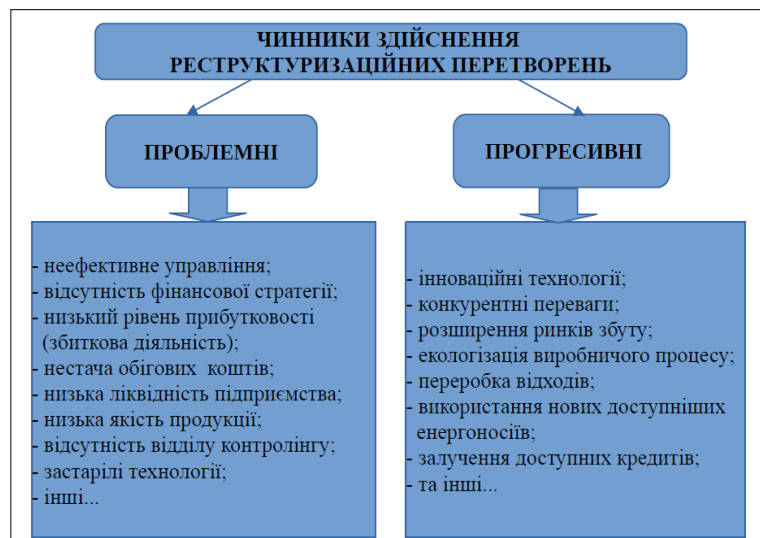 ЧИННИКИ ЗДІЙСНЕННЯ
РЕСТРУКТУРИЗАЦІЙНИХ ПЕРЕТВОРЕНЬ
ПРОБЛЕМНІ
- неефективне управління;
- відсутність фінансової стратегії;
- низький рівень прибутковості
(збиткова діяльність);
- нестача обігових коштів;
- низька ліквідність підприємства;
- низька якість продукції;
- відсутність відділу контролінгу;
- застарілі технології;
- інші...
ПРОГРЕСИВНІ
- інноваційні технології;
- конкурентні переваги;
- розширення ринків збуту;
- екологізація виробничого процесу;
- переробка відходів;
- використання нових доступніших
енергоносіїв;
- залучення доступних кредитів;
- та інші...